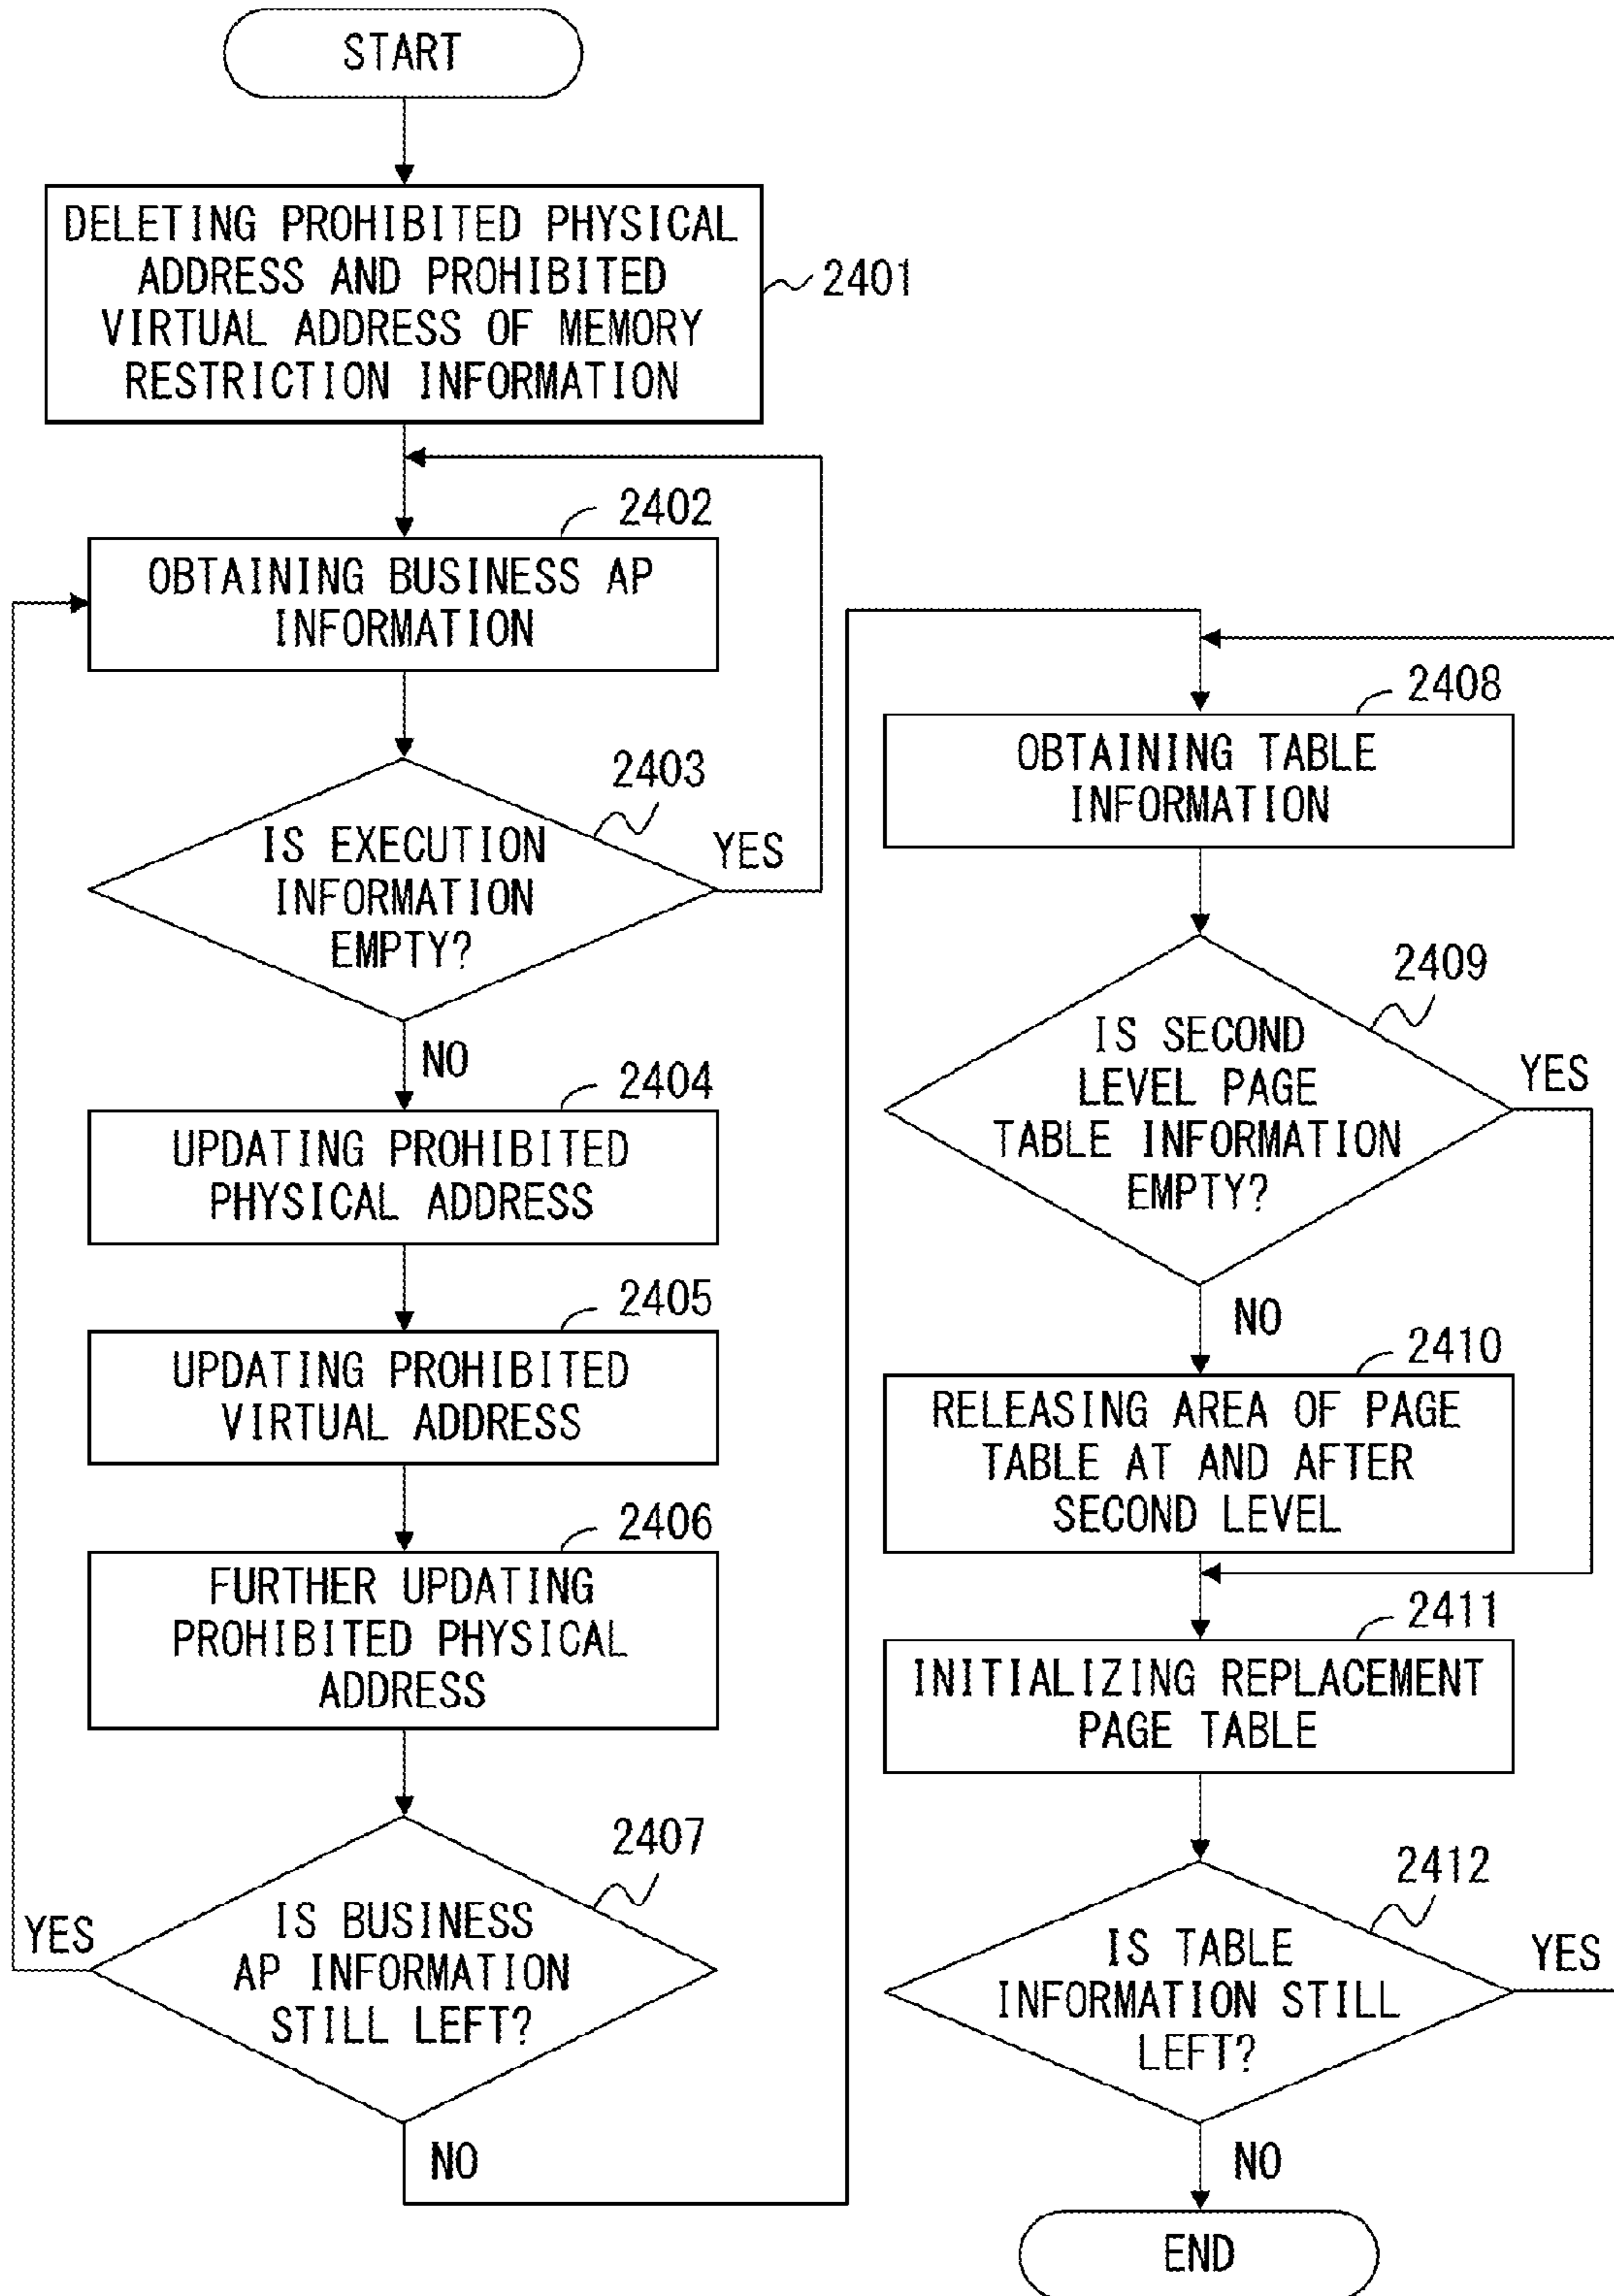 START
DELETING PROHIBITED PHYSICAL
ADDRESS AND PROHIBITED
VIRTUAL ADDRESS OF MEMORY
RESTRICTION INFORMATION
2401
2402
OBTAINING BUSINESS AP
INFORMATION
2403
IS EXECUTION
INFORMATION
EMPTY?
YES
NO
2404
UPDATING PROHIBITED
PHYSICAL ADDRESS
2405
UPDATING PROHIBITED
VIRTUAL ADDRESS
2406
FURTHER UPDATING
PROHIBITED PHYSICAL
ADDRESS
2407
IS BUSINESS
AP INFORMATION
STILL LEFT?
YES
NO
2408
OBTAINING TABLE
INFORMATION
2409
IS SECOND
LEVEL PAGE
TABLE INFORMATION
EMPTY?
YES
NO
2410
RELEASING AREA OF PAGE
TABLE AT AND AFTER
SECOND LEVEL
2411
INITIALIZING REPLACEMENT
PAGE TABLE
2412
IS TABLE
INFORMATION STILL
LEFT?
YES
NO
END